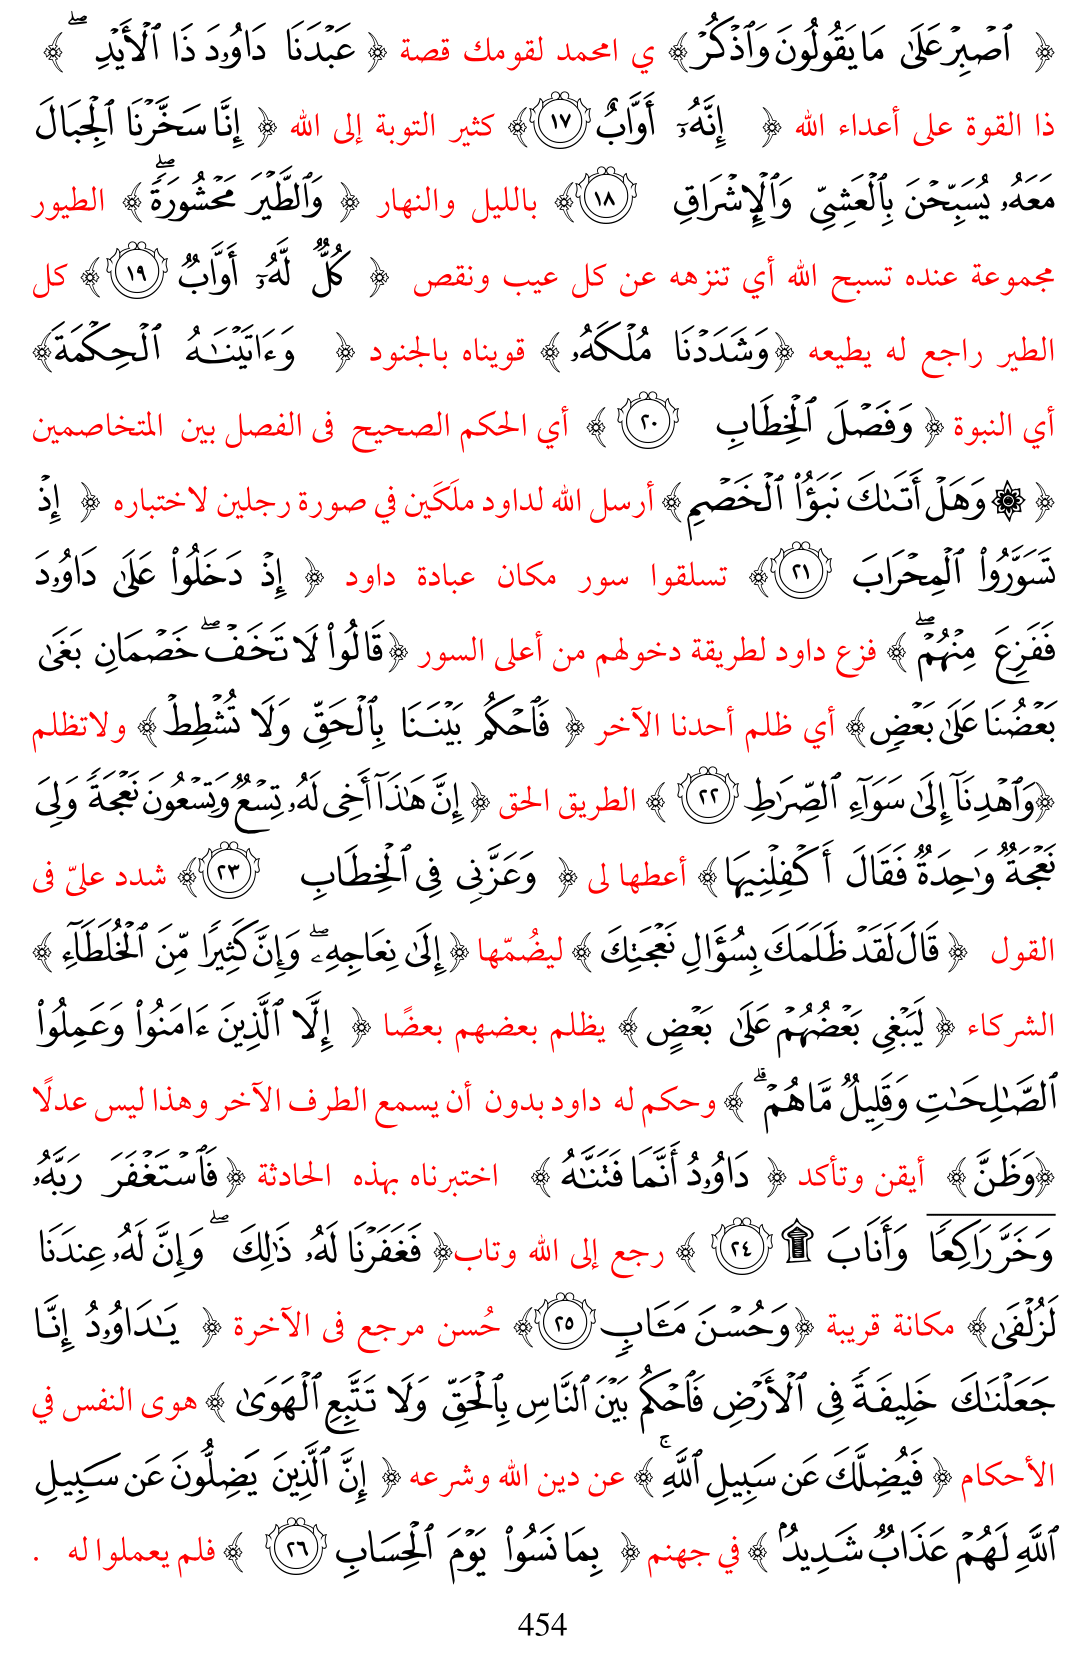 ﴿ ٱصۡبِرۡ عَلَىٰ مَا يَقُولُونَ وَٱذۡكُرۡ ﴾ ي امحمد لقومك قصة ﴿ عَبۡدَنَا دَاوُۥدَ ذَا ٱلۡأَيۡدِۖ ﴾
ذا القوة على أعداء الله ﴿ إِنَّهُۥٓ أَوَّابٌ ١٧ ﴾ كثير التوبة إلى الله ﴿ إِنَّا سَخَّرۡنَا ٱلۡجِبَالَ
مَعَهُۥ يُسَبِّحۡنَ بِٱلۡعَشِيِّ وَٱلۡإِشۡرَاقِ ١٨ ﴾ بالليل والنهار ﴿ وَٱلطَّيۡرَ مَحۡشُورَةٗۖ ﴾ الطيور
مجموعة عنده تسبح الله أي تنزهه عن كل عيب ونقص ﴿ كُلّٞ لَّهُۥٓ أَوَّابٞ ١٩ ﴾ كل
الطير راجع له يطيعه ﴿ وَشَدَدۡنَا مُلۡكَهُۥ ﴾ قويناه بالجنود ﴿ وَءَاتَيۡنَٰهُ ٱلۡحِكۡمَةَ ﴾
أي النبوة ﴿ وَفَصۡلَ ٱلۡخِطَابِ ٢٠ ﴾ أي الحكم الصحيح فى الفصل بين المتخاصمين
﴿ ۞ وَهَلۡ أَتَىٰكَ نَبَؤُاْ ٱلۡخَصۡمِ ﴾ أرسل الله لداود ملَكَين في صورة رجلين لاختباره ﴿ إِذۡ
تَسَوَّرُواْ ٱلۡمِحۡرَابَ ٢١ ﴾ تسلقوا سور مكان عبادة داود ﴿ إِذۡ دَخَلُواْ عَلَىٰ دَاوُۥدَ
فَفَزِعَ مِنۡهُمۡۖ ﴾ فزع داود لطريقة دخولهم من أعلى السور ﴿ قَالُواْ لَا تَخَفۡۖ خَصۡمَانِ بَغَىٰ
بَعۡضُنَا عَلَىٰ بَعۡضٖ ﴾ أي ظلم أحدنا الآخر ﴿ فَٱحۡكُم بَيۡنَنَا بِٱلۡحَقِّ وَلَا تُشۡطِطۡ ﴾ ولاتظلم
﴿ وَٱهۡدِنَآ إِلَىٰ سَوَآءِ ٱلصِّرَٰطِ ٢٢ ﴾ الطريق الحق ﴿ إِنَّ هَٰذَآ أَخِي لَهُۥ تِسۡعٞ وَتِسۡعُونَ نَعۡجَةٗ وَلِيَ
نَعۡجَةٞ وَٰحِدَةٞ فَقَالَ أَكۡفِلۡنِيهَا ﴾ أعطها لى ﴿ وَعَزَّنِي فِي ٱلۡخِطَابِ ٢٣ ﴾ شدد علىّ فى
القول ﴿ قَالَ لَقَدۡ ظَلَمَكَ بِسُؤَالِ نَعۡجَتِكَ ﴾ ليضُمّها ﴿ إِلَىٰ نِعَاجِهِۦۖ وَإِنَّ كَثِيرٗا مِّنَ ٱلۡخُلَطَآءِ ﴾
الشركاء ﴿ لَيَبۡغِي بَعۡضُهُمۡ عَلَىٰ بَعۡضٍ ﴾ يظلم بعضهم بعضًا ﴿ إِلَّا ٱلَّذِينَ ءَامَنُواْ وَعَمِلُواْ
ٱلصَّٰلِحَٰتِ وَقَلِيلٞ مَّا هُمۡۗ ﴾ وحكم له داود بدون أن يسمع الطرف الآخر وهذا ليس عدلًا
﴿ وَظَنَّ ﴾ أيقن وتأكد ﴿ دَاوُۥدُ أَنَّمَا فَتَنَّٰهُ ﴾ اختبرناه بهذه الحادثة ﴿ فَٱسۡتَغۡفَرَ رَبَّهُۥ
وَخَرَّۤ رَاكِعٗاۤ وَأَنَابَ ۩ ٢٤ ﴾ رجع إلى الله وتاب ﴿ فَغَفَرۡنَا لَهُۥ ذَٰلِكَۖ وَإِنَّ لَهُۥ عِندَنَا
لَزُلۡفَىٰ ﴾ مكانة قريبة ﴿ وَحُسۡنَ مَـَٔابٖ ٢٥ ﴾ حُسن مرجع فى الآخرة ﴿ يَٰدَاوُۥدُ إِنَّا
جَعَلۡنَٰكَ خَلِيفَةٗ فِي ٱلۡأَرۡضِ فَٱحۡكُم بَيۡنَ ٱلنَّاسِ بِٱلۡحَقِّ وَلَا تَتَّبِعِ ٱلۡهَوَىٰ ﴾ هوى النفس في
الأحكام ﴿ فَيُضِلَّكَ عَن سَبِيلِ ٱللَّهِۚ ﴾ عن دين الله وشرعه ﴿ إِنَّ ٱلَّذِينَ يَضِلُّونَ عَن سَبِيلِ
ٱللَّهِ لَهُمۡ عَذَابٞ شَدِيدُۢ ﴾ في جهنم ﴿ بِمَا نَسُواْ يَوۡمَ ٱلۡحِسَابِ ٢٦ ﴾ فلم يعملوا له .
454